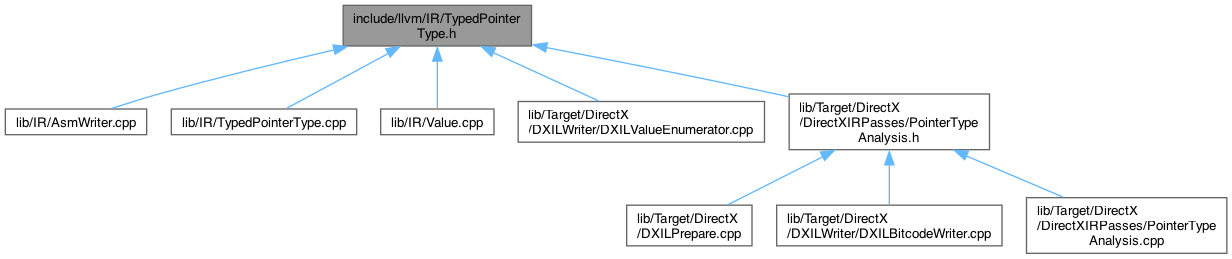 include/llvm/IR/TypedPointer
Type.h
lib/IR/AsmWriter.cpp
lib/IR/TypedPointerType.cpp
lib/IR/Value.cpp
lib/Target/DirectX
/DXILWriter/DXILValueEnumerator.cpp
lib/Target/DirectX
/DirectXIRPasses/PointerType
Analysis.h
lib/Target/DirectX
/DXILPrepare.cpp
lib/Target/DirectX
/DXILWriter/DXILBitcodeWriter.cpp
lib/Target/DirectX
/DirectXIRPasses/PointerType
Analysis.cpp